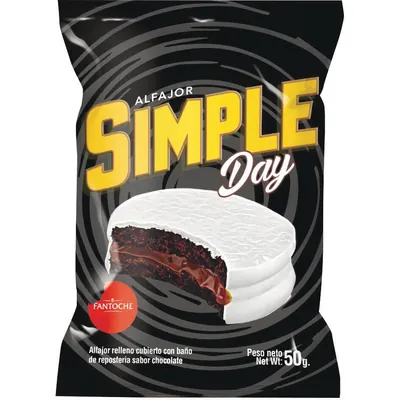 ALFAJOR
SIMPLE
Day
FANTOCHE
Alfajor relleno cubierto con baño
de repostería sabor chocolate
Peso neto
Net Wt: 50g.